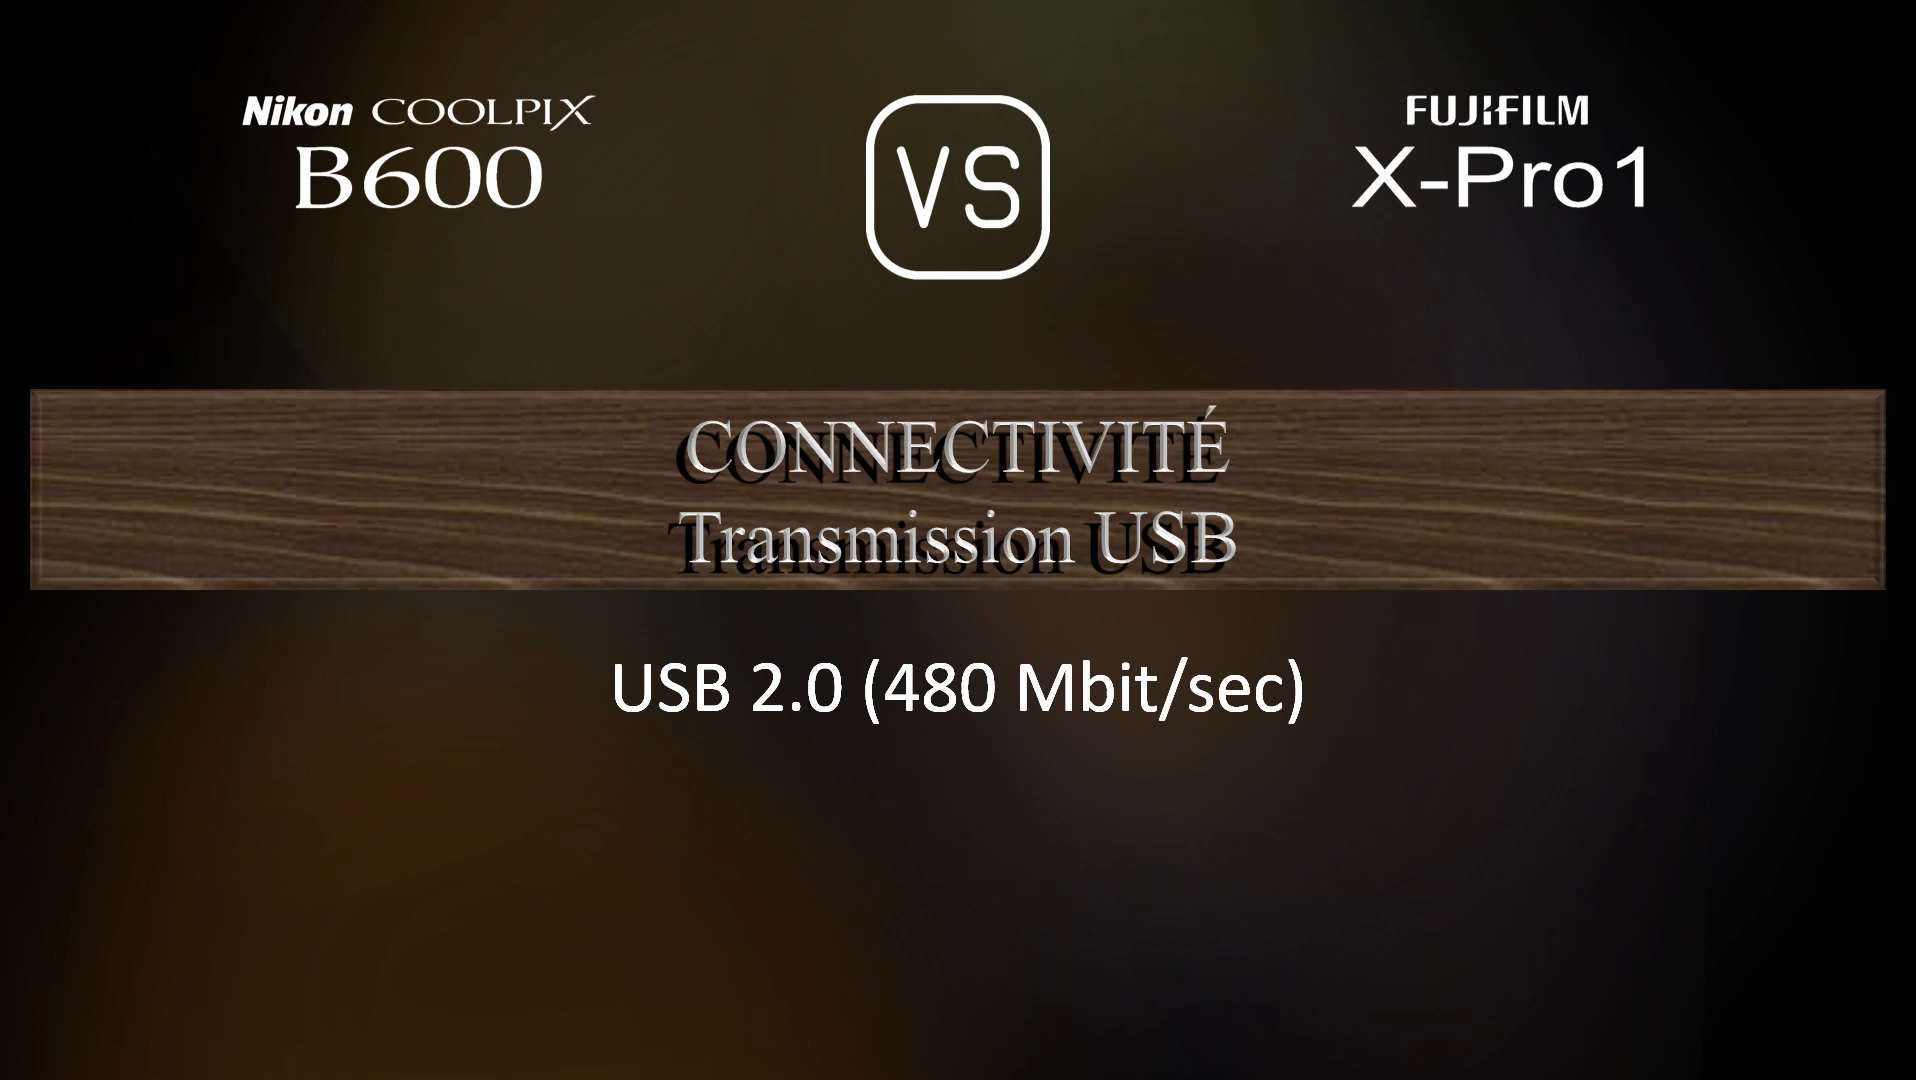 Nikon COOLPIX
B600
VS
FUJIFILM
X-Pro1
CONNECTIVITÉ
Transmission USB
USB 2.0 (480 Mbit/sec)